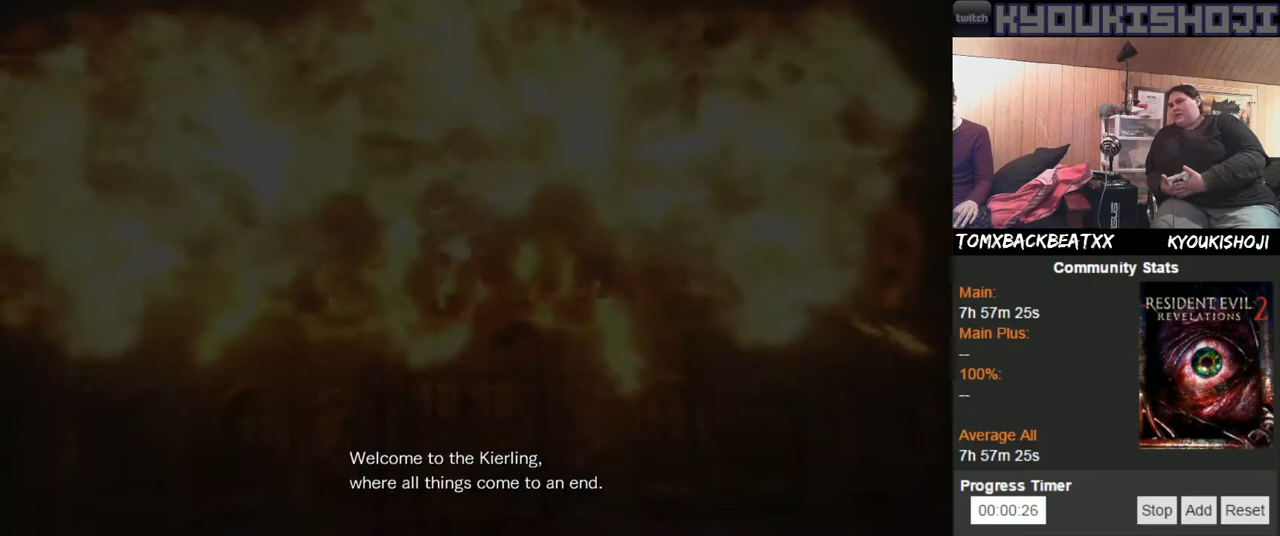 twitch KYOUKISHOJI
TOMXBACKBEATXX KYOUKISHOJI
Community Stats
Main:
7h 57m 25s
Main Plus:
--
100%:
--
Average All
7h 57m 25s
RESIDENT EVIL
REVELATIONS 2
Progress Timer
00:00:26 Stop Add Reset
Welcome to the Kierling,
where all things come to an end.